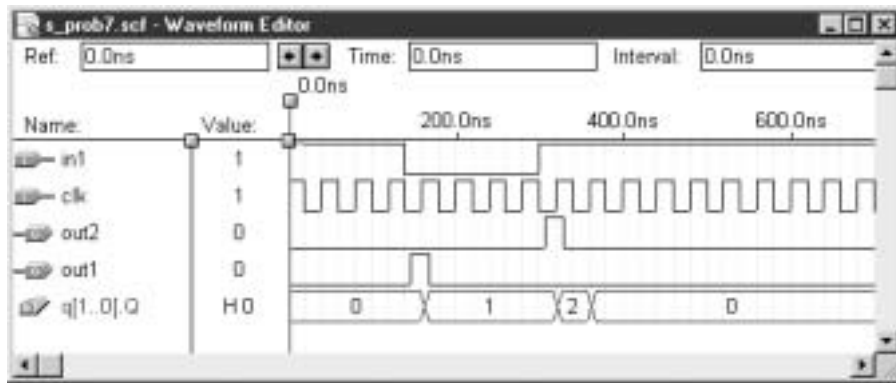 s_prob7.scf - Waveform Editor
Ref: 0.0ns Time: 0.0ns Interval: 0.0ns
0.0ns
Name: Value: 200.0ns 400.0ns 600.0ns
in1 1
clk 1
out2 0
out1 0
q[1..0].Q H 0 0 1 2 0